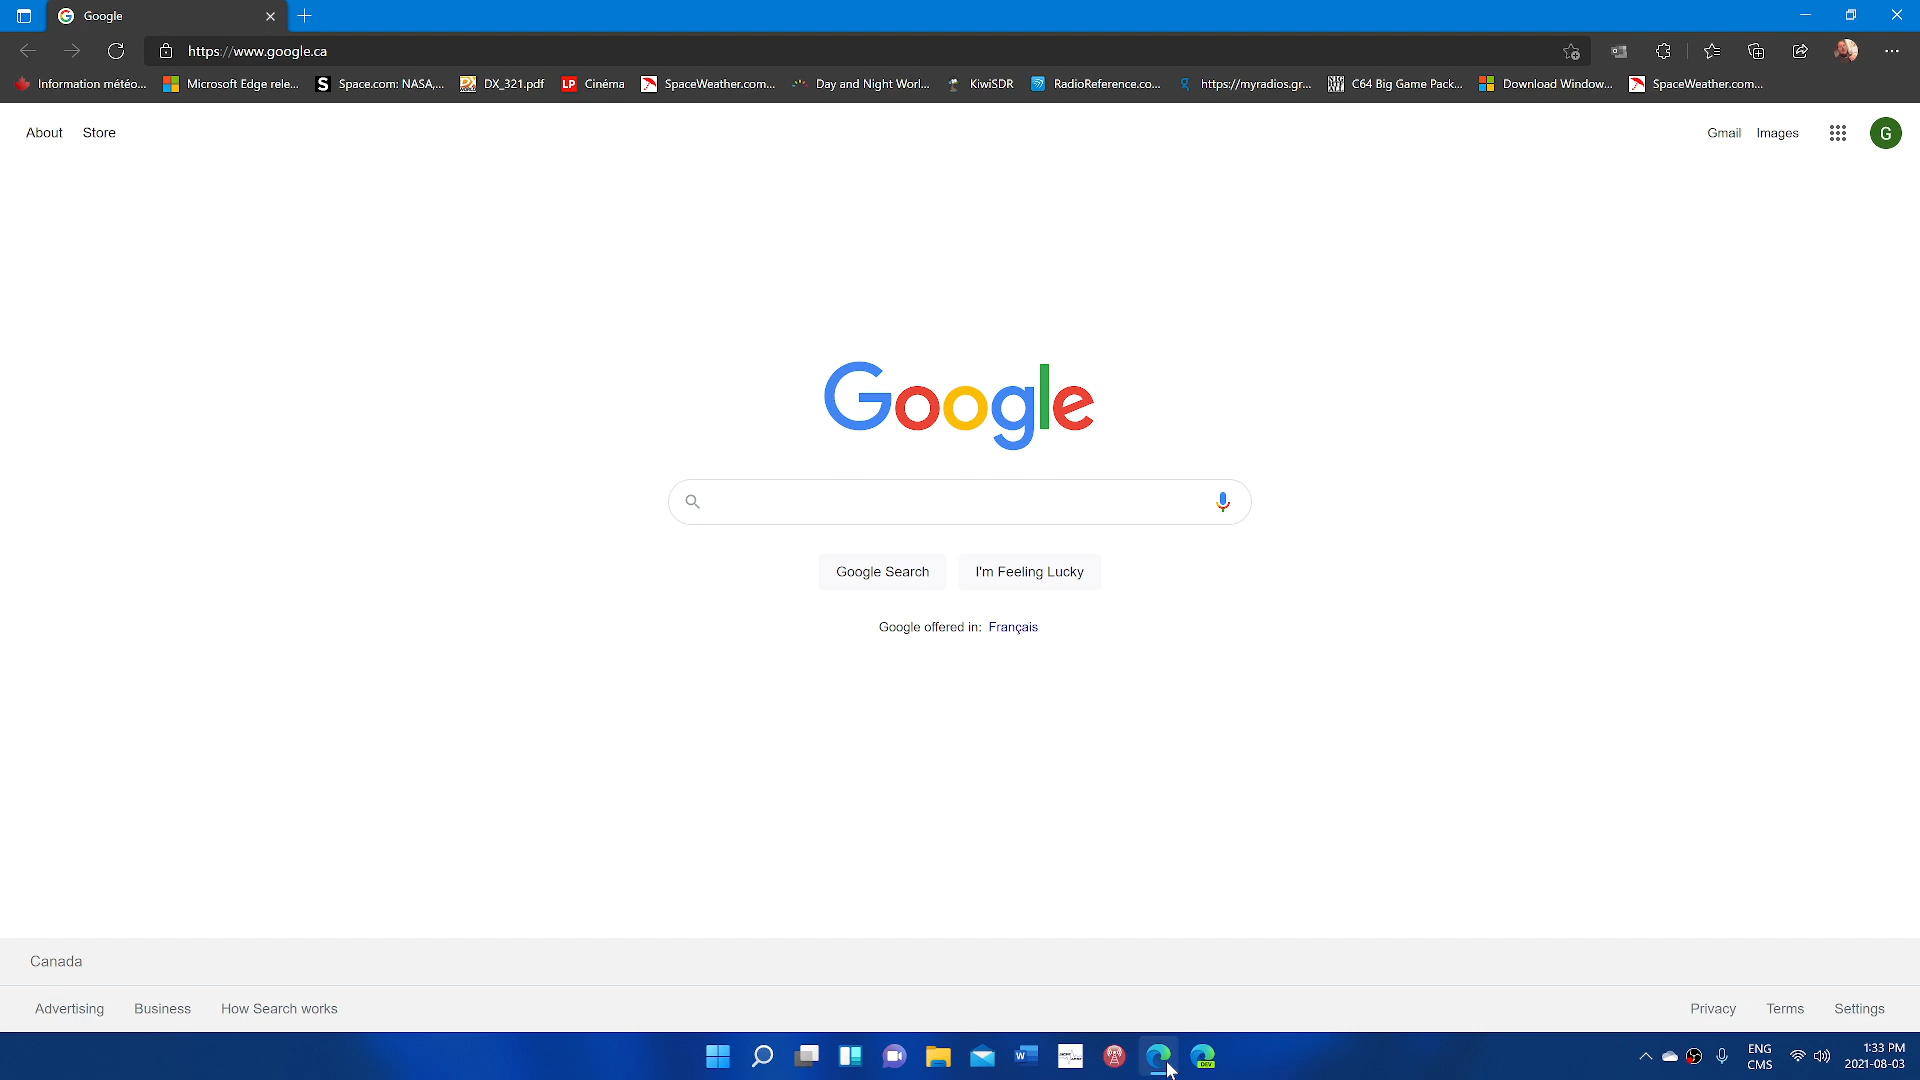 Google
https://www.google.ca
Information météo...
Microsoft Edge rele...
S Space.com: NASA,...
DX_321.pdf
LP Cinéma
SpaceWeather.com...
Day and Night Worl...
KiwiSDR
RadioReference.co...
g https://myradios.gr...
C64 Big Game Pack...
Download Window...
SpaceWeather.com...
About Store
Gmail Images
G
Google
Google Search I'm Feeling Lucky
Google offered in: Français
Canada
Advertising Business How Search works
Privacy Terms Settings
W
DEV
ENG
CMS
1:33 PM
2021-08-03